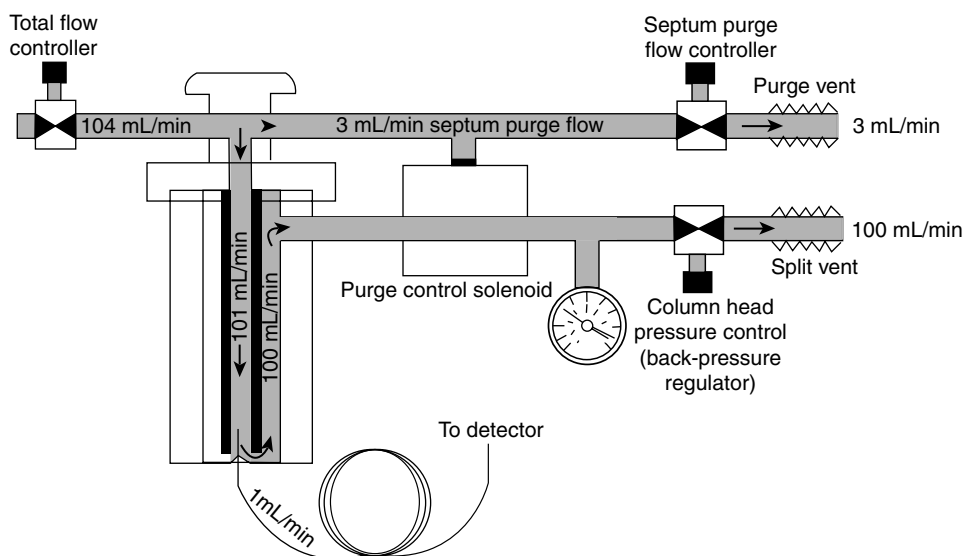 Total flow
controller
Septum purge
flow controller
Purge vent
104 mL/min
3 mL/min septum purge flow
3 mL/min
101 mL/min
100 mL/min
100 mL/min
Split vent
Purge control solenoid
Column head
pressure control
(back-pressure
regulator)
To detector
1mL/min